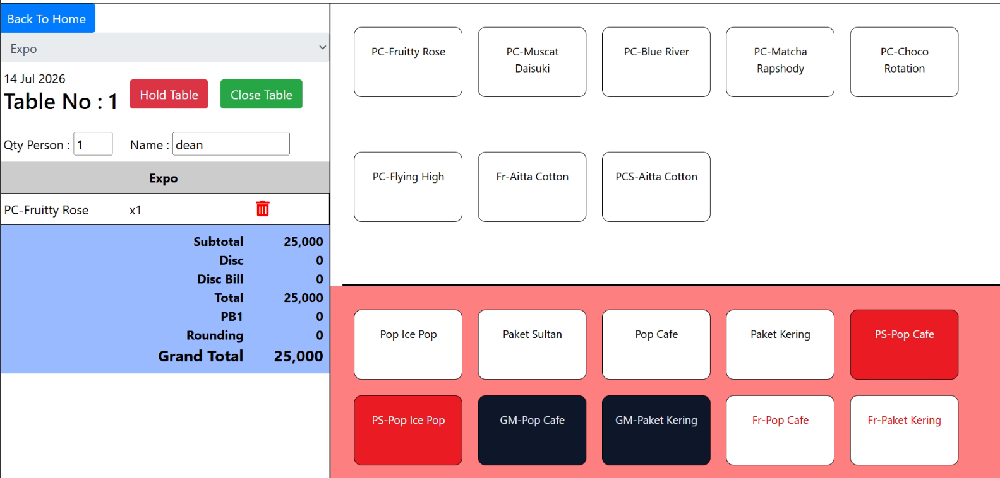 Back To Home
Expo
14 Jul 2026
Table No : 1
Hold Table
Close Table
Qty Person : 1
Name : dean
Expo
PC-Fruitty Rose x1
Subtotal 25,000
Disc 0
Disc Bill 0
Total 25,000
PB1 0
Rounding 0
Grand Total 25,000
PC-Fruitty Rose
PC-Muscat
Daisuki
PC-Blue River
PC-Matcha
Rapshody
PC-Choco
Rotation
PC-Flying High
Fr-Aitta Cotton
PCS-Aitta Cotton
Pop Ice Pop
Paket Sultan
Pop Cafe
Paket Kering
PS-Pop Cafe
PS-Pop Ice Pop
GM-Pop Cafe
GM-Paket Kering
Fr-Pop Cafe
Fr-Paket Kering